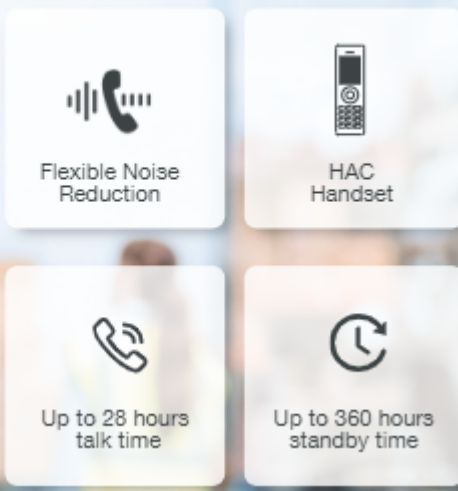 Flexible Noise
Reduction
HAC
Handset
Up to 28 hours
talk time
Up to 360 hours
standby time